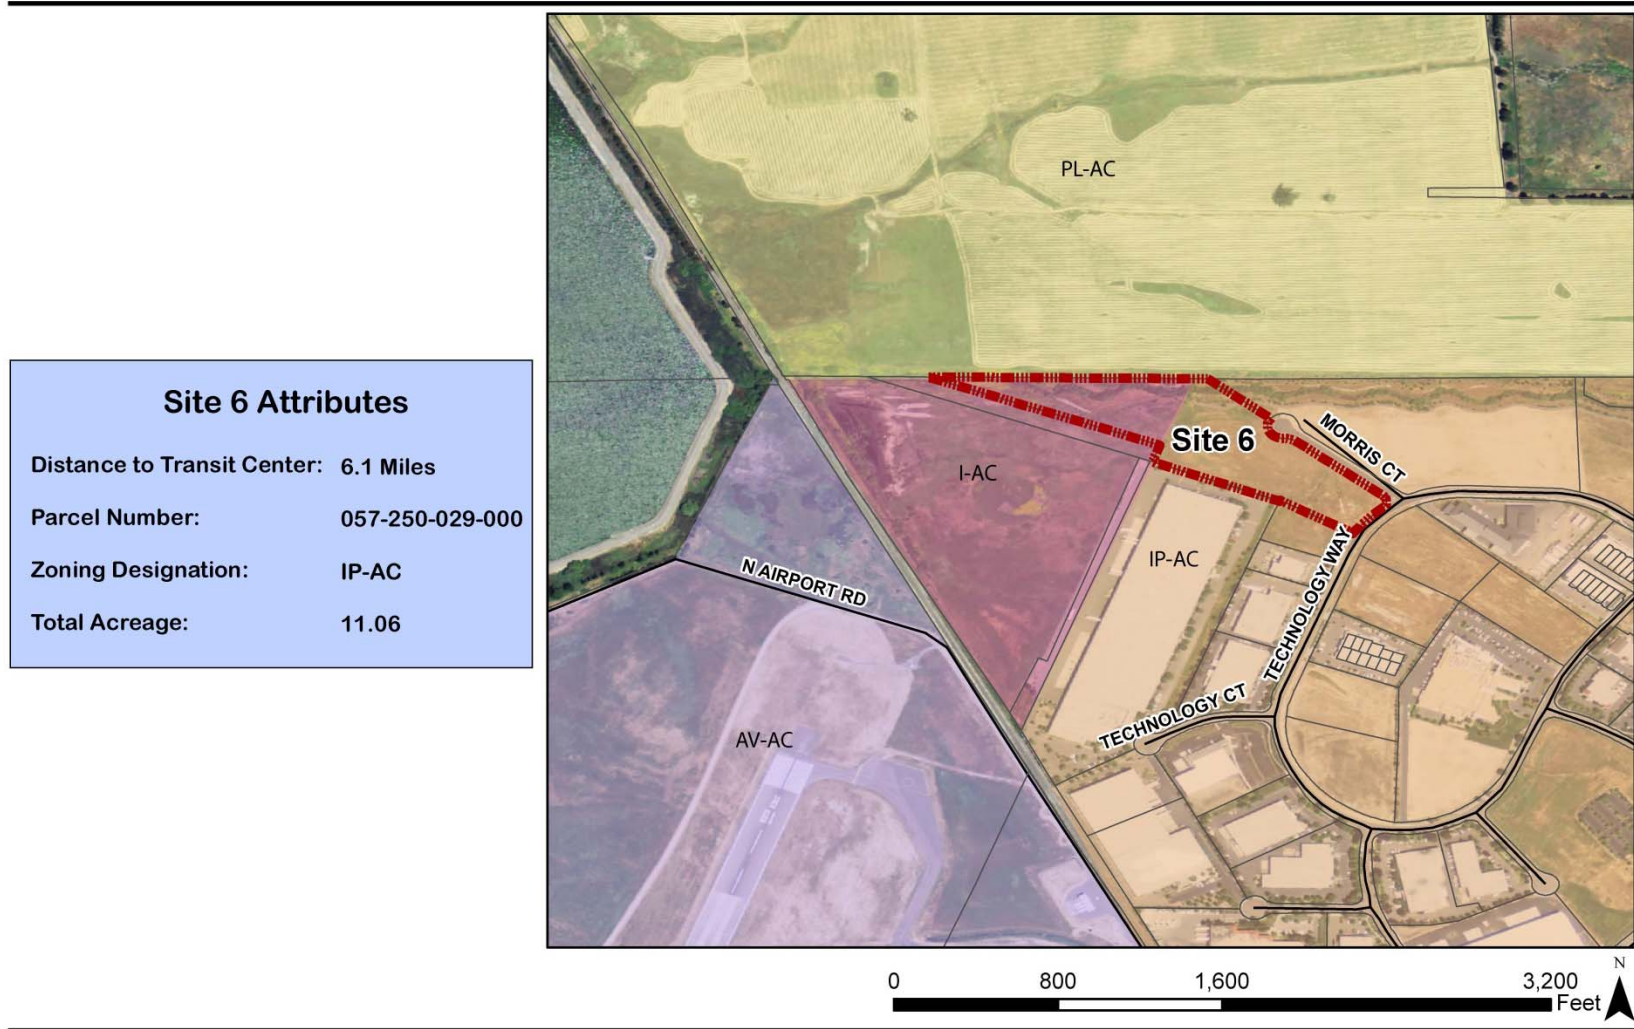 Site 6 Attributes
Distance to Transit Center: 6.1 Miles
Parcel Number: 057-250-029-000
Zoning Designation: IP-AC
Total Acreage: 11.06
PL-AC
Site 6
MORRIS CT
I-AC
IP-AC
N AIRPORT RD
TECHNOLOGY WAY
TECHNOLOGY CT
AV-AC
0 800 1,600 3,200
Feet
N